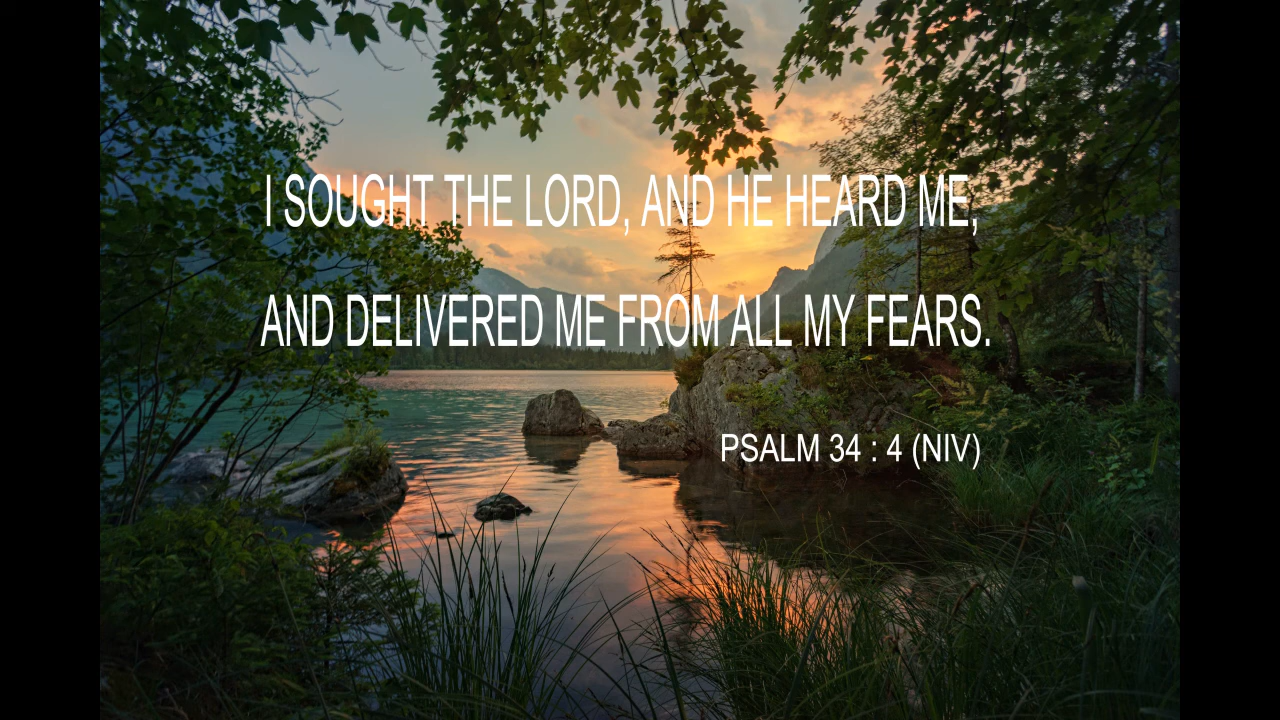 I SOUGHT THE LORD, AND HE HEARD ME,
AND DELIVERED ME FROM ALL MY FEARS.
PSALM 34 : 4 (NIV)